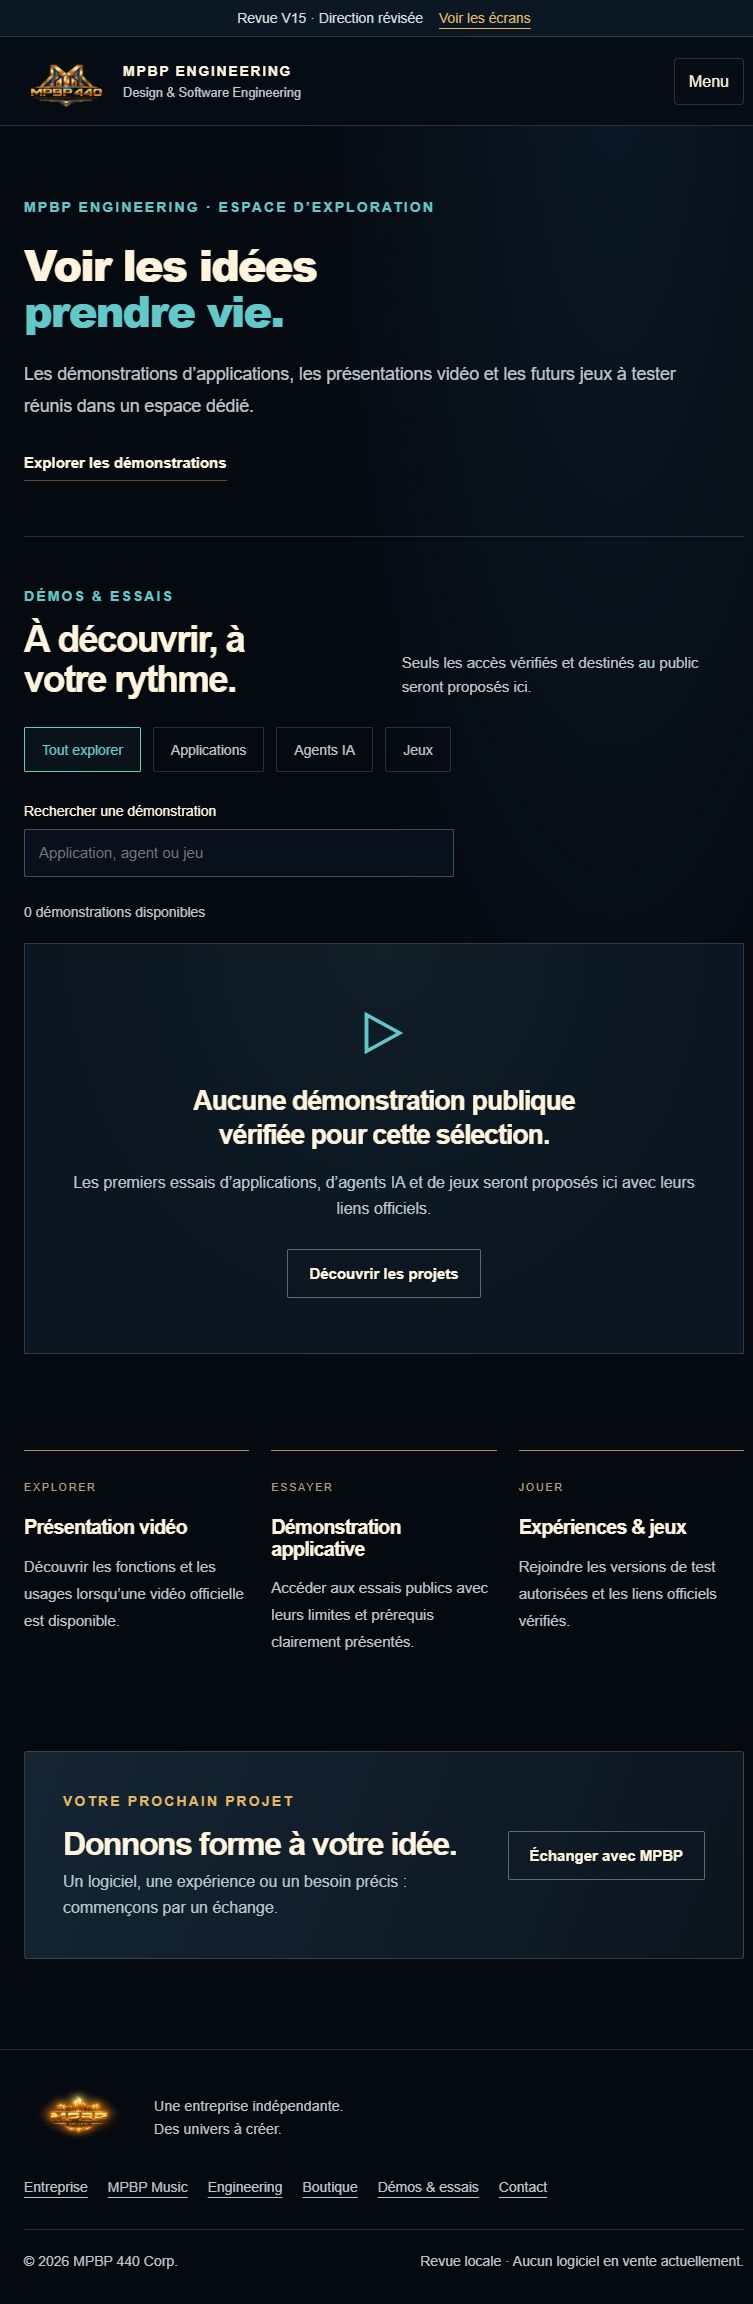 Revue V15 · Direction révisée Voir les écrans
MPBP 440
MPBP ENGINEERING
Design & Software Engineering
Menu
MPBP ENGINEERING · ESPACE D’EXPLORATION
Voir les idées
prendre vie.
Les démonstrations d’applications, les présentations vidéo et les futurs jeux à tester
réunis dans un espace dédié.
Explorer les démonstrations
DÉMOS & ESSAIS
À découvrir, à
votre rythme.
Seuls les accès vérifiés et destinés au public
seront proposés ici.
Tout explorer Applications Agents IA Jeux
Rechercher une démonstration
Application, agent ou jeu
0 démonstrations disponibles
Aucune démonstration publique
vérifiée pour cette sélection.
Les premiers essais d’applications, d’agents IA et de jeux seront proposés ici avec leurs
liens officiels.
Découvrir les projets
EXPLORER
Présentation vidéo
Découvrir les fonctions et les
usages lorsqu’une vidéo officielle
est disponible.
ESSAYER
Démonstration
applicative
Accéder aux essais publics avec
leurs limites et prérequis
clairement présentés.
JOUER
Expériences & jeux
Rejoindre les versions de test
autorisées et les liens officiels
vérifiés.
VOTRE PROCHAIN PROJET
Donnons forme à votre idée.
Un logiciel, une expérience ou un besoin précis :
commençons par un échange.
Échanger avec MPBP
MPBP
Une entreprise indépendante.
Des univers à créer.
Entreprise MPBP Music Engineering Boutique Démos & essais Contact
© 2026 MPBP 440 Corp.
Revue locale · Aucun logiciel en vente actuellement.